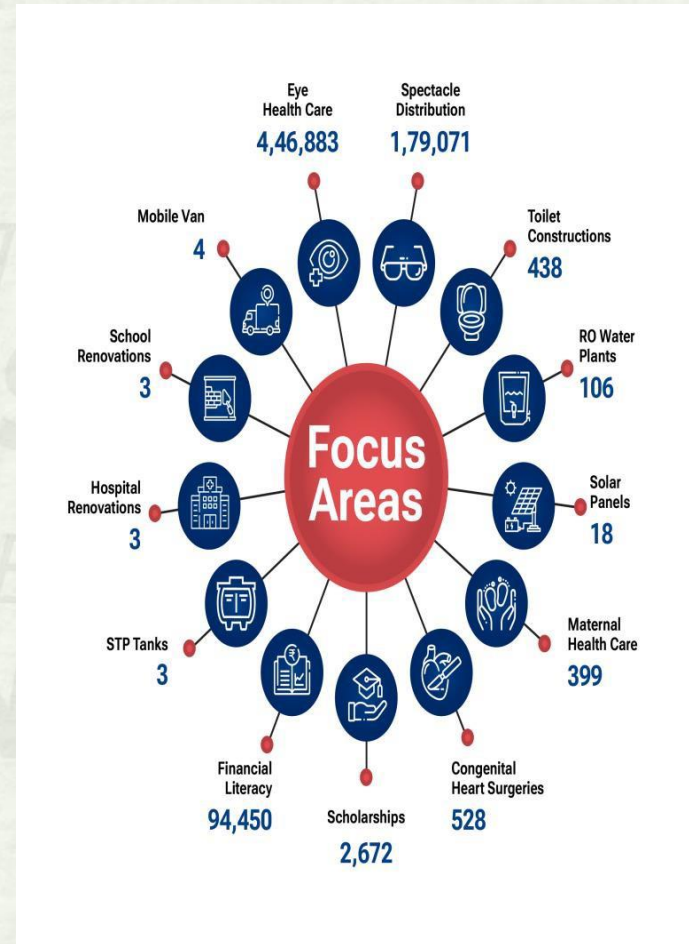 Eye
Health Care
4,46,883
Spectacle
Distribution
1,79,071
Mobile Van
4
Toilet
Constructions
438
School
Renovations
3
RO Water
Plants
106
Focus
Areas
Hospital
Renovations
3
Solar
Panels
18
STP Tanks
3
Maternal
Health Care
399
Financial
Literacy
94,450
Scholarships
2,672
Congenital
Heart Surgeries
528